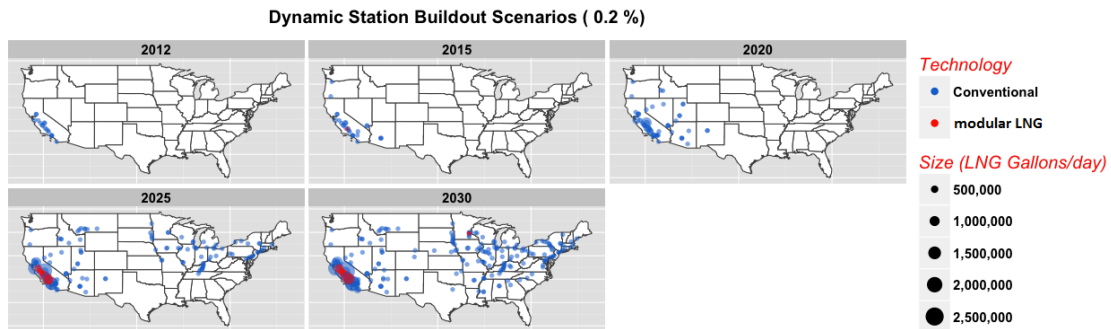 Dynamic Station Buildout Scenarios ( 0.2 %)
2012
2015
2020
2025
2030
Technology
Conventional
modular LNG
Size (LNG Gallons/day)
500,000
1,000,000
1,500,000
2,000,000
2,500,000